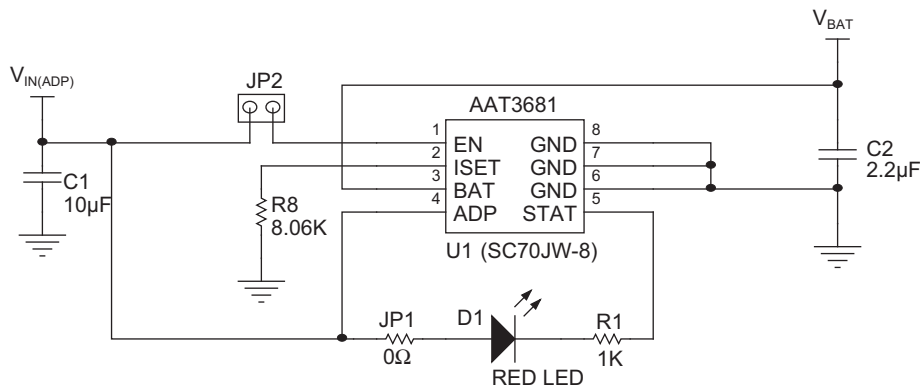 V_BAT
V_IN(ADP)
JP2
AAT3681
1 EN GND 8
2 ISET GND 7
3 BAT GND 6
4 ADP STAT 5
U1 (SC70JW-8)
C1
10µF
R8
8.06K
C2
2.2µF
JP1
0Ω
D1
RED LED
R1
1K